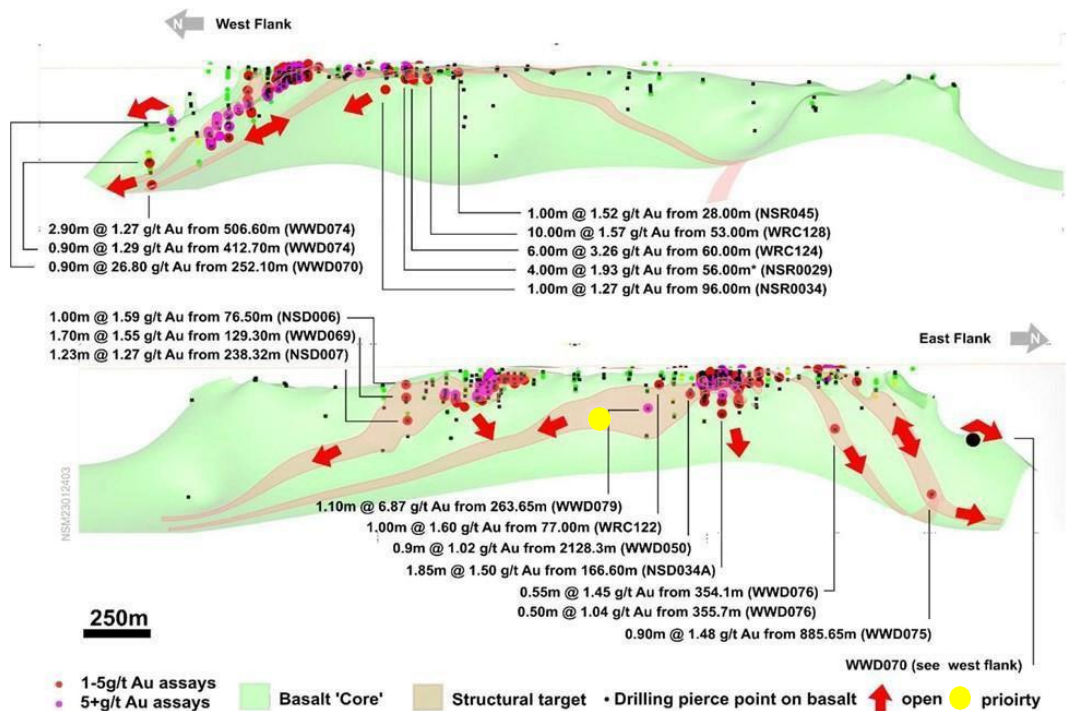 N West Flank
2.90m @ 1.27 g/t Au from 506.60m (WWD074)
0.90m @ 1.29 g/t Au from 412.70m (WWD074)
0.90m @ 26.80 g/t Au from 252.10m (WWD070)
1.00m @ 1.52 g/t Au from 28.00m (NSR045)
10.00m @ 1.57 g/t Au from 53.00m (WRC128)
6.00m @ 3.26 g/t Au from 60.00m (WRC124)
4.00m @ 1.93 g/t Au from 56.00m* (NSR0029)
1.00m @ 1.27 g/t Au from 96.00m (NSR0034)
1.00m @ 1.59 g/t Au from 76.50m (NSD006)
1.70m @ 1.55 g/t Au from 129.30m (WWD069)
1.23m @ 1.27 g/t Au from 238.32m (NSD007)
East Flank N
NSM23012403
1.10m @ 6.87 g/t Au from 263.65m (WWD079)
1.00m @ 1.60 g/t Au from 77.00m (WRC122)
0.9m @ 1.02 g/t Au from 2128.3m (WWD050)
1.85m @ 1.50 g/t Au from 166.60m (NSD034A)
0.55m @ 1.45 g/t Au from 354.1m (WWD076)
0.50m @ 1.04 g/t Au from 355.7m (WWD076)
0.90m @ 1.48 g/t Au from 885.65m (WWD075)
WWD070 (see west flank)
250m
1-5g/t Au assays
5+g/t Au assays
Basalt 'Core'
Structural target
Drilling pierce point on basalt
open
prioirty